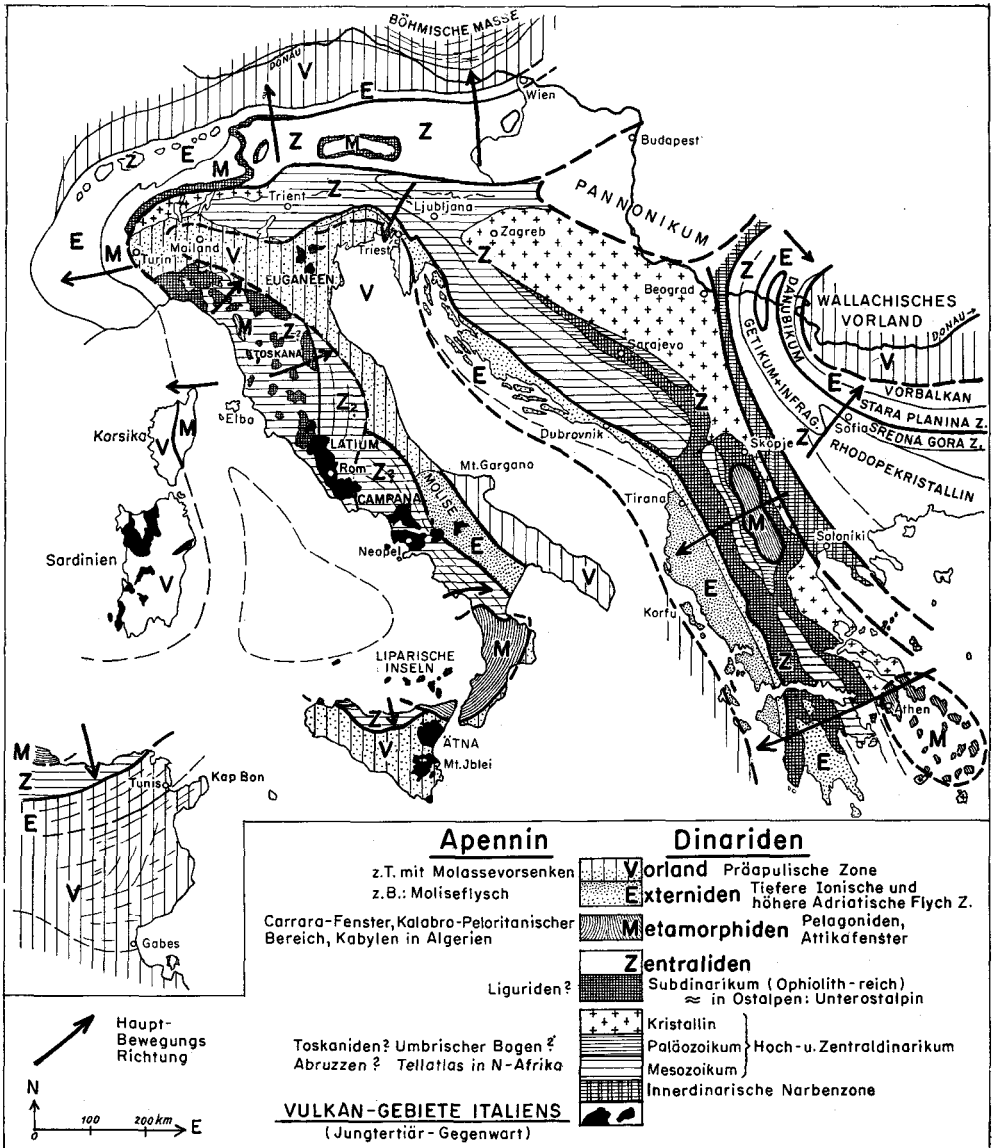 BÖHMISCHE MASSE
DONAU
V
E
Wien
Z
Z
M
Z
Budapest
Z
E
M
Z
Trient
Ljubljana
PANNONIKUM
Zagreb
Z
E
M
Turin
Mailand
V
Triest
EUGANEEN
V
Beograd
Z
E
DANUBIKUM
WALLACHISCHES
VORLAND
DONAU
V
GETIKUM+INFRAG.
E
VORBALKAN
STARA PLANINA Z.
Sofia
SREDNA GORA Z.
Z
RHODOPEKRISTALLIN
M
Z?
TOSKANA
Z?
E
Sarajevo
Z
Skopje
Dubrovnik
Korsika
V
M
Elba
LATIUM
Rom
Z?
CAMPANA
MOLISE
E
Mt.Gargano
V
Tirana
M
Saloniki
Sardinien
V
Neapel
E
Korfu
LIPARISCHE
INSELN
M
Z
Z
V
ÄTNA
Mt.Jblei
Athen
M
E
M
Z
E
V
Tunis
Kap Bon
Gabes
Apennin
Dinariden
z.T. mit Molassevorsenken
Vorland Präapulische Zone
z.B.: Moliseflysch
Externiden Tiefere Ionische und
höhere Adriatische Flych Z.
Carrara-Fenster, Kalabro-Peloritanischer
Bereich, Kabylen in Algerien
Metamorphiden Pelagoniden,
Attikafenster
Zentraliden
Liguriden?
Subdinarikum (Ophiolith-reich)
≈ in Ostalpen: Unterostalpin
Kristallin
Toskaniden? Umbrischer Bogen?
Paläozoikum
Hoch-u. Zentraldinarikum
Abruzzen? Tellatlas in N-Afrika
Mesozoikum
Innerdinarische Narbenzone
VULKAN-GEBIETE ITALIENS
(Jungtertiär-Gegenwart)
Haupt-
Bewegungs
Richtung
N
0 100 200 km E